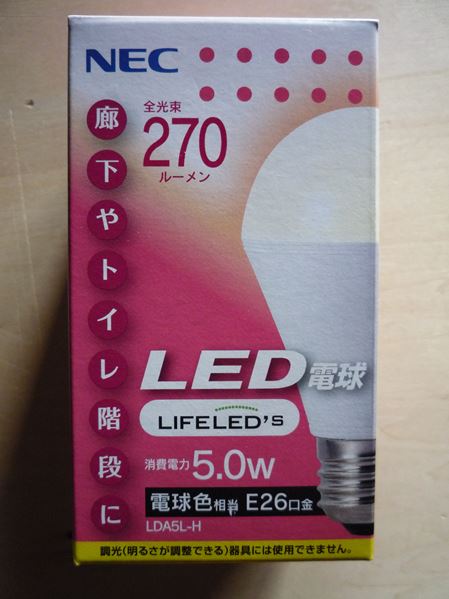 NEC
全光束
270
ルーメン
廊下やトイレ階段に
LED電球
LIFELED'S
消費電力5.0W
電球色相当 E26口金
LDA5L-H
調光(明るさが調整できる)器具には使用できません。